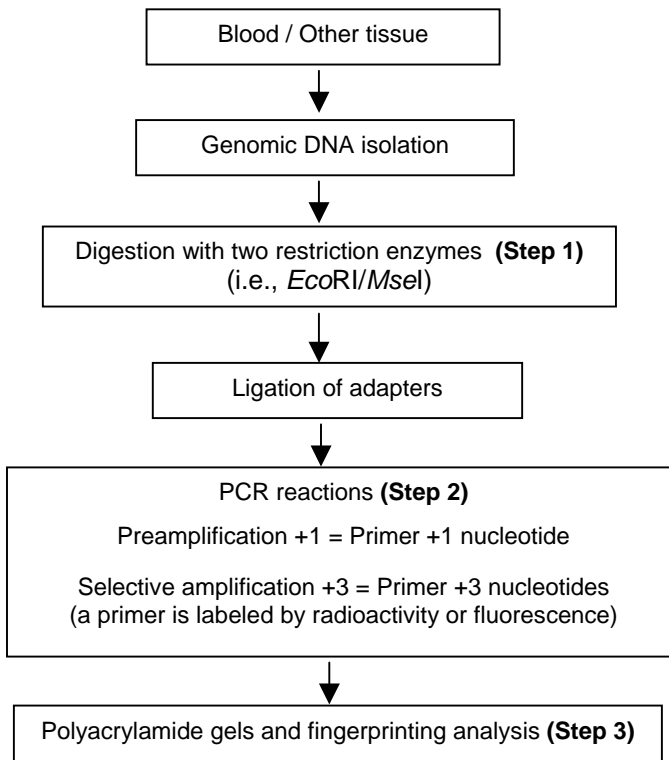 Blood / Other tissue
Genomic DNA isolation
Digestion with two restriction enzymes (Step 1)
(i.e., EcoRI/MseI)
Ligation of adapters
PCR reactions (Step 2)
Preamplification +1 = Primer +1 nucleotide
Selective amplification +3 = Primer +3 nucleotides
(a primer is labeled by radioactivity or fluorescence)
Polyacrylamide gels and fingerprinting analysis (Step 3)